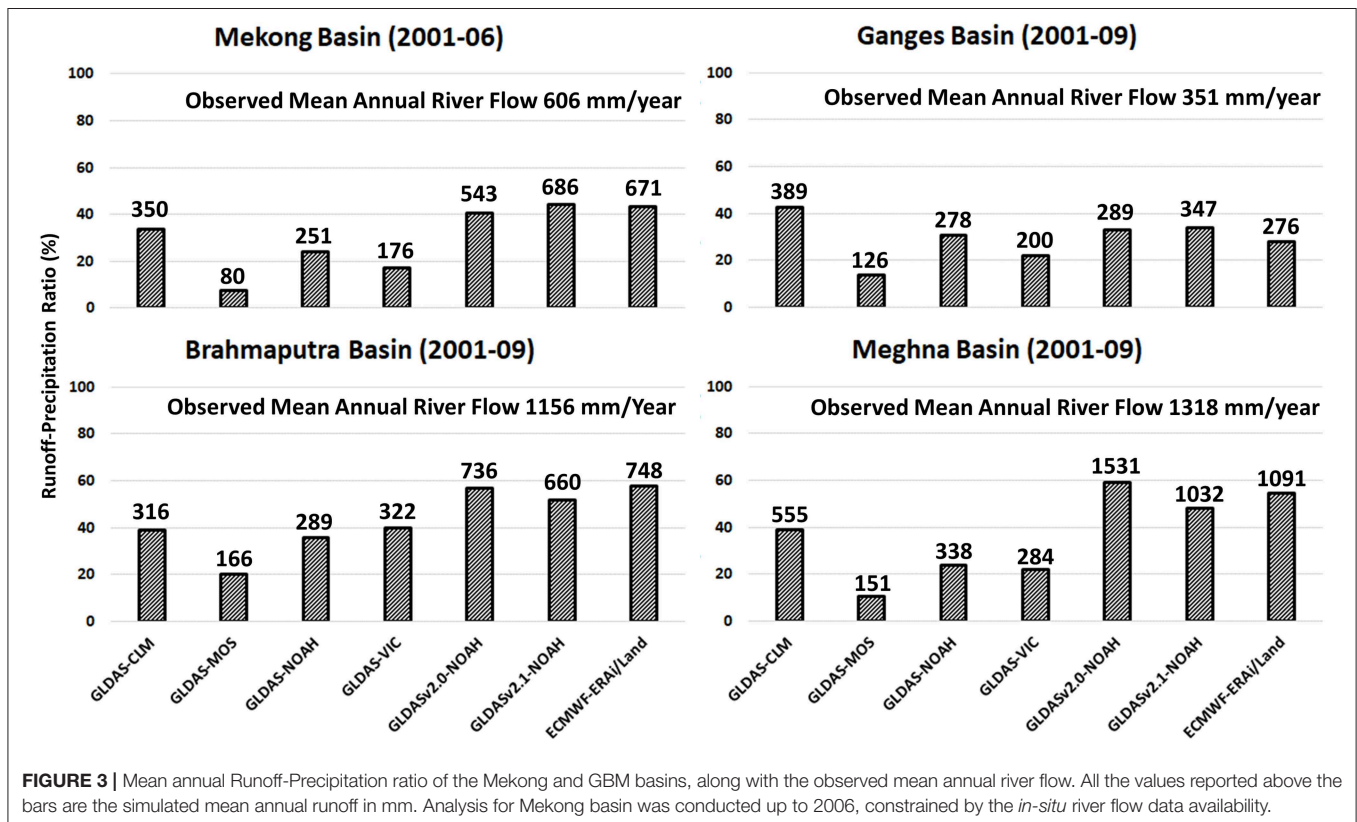 Mekong Basin (2001-06)
Observed Mean Annual River Flow 606 mm/year
100
80
60
40
20
0
350
80
251
176
543
686
671
Ganges Basin (2001-09)
Observed Mean Annual River Flow 351 mm/year
100
80
60
40
20
0
389
126
278
200
289
347
276
Runoff-Precipitation Ratio (%)
Brahmaputra Basin (2001-09)
Observed Mean Annual River Flow 1156 mm/Year
100
80
60
40
20
0
316
166
289
322
736
660
748
GLDAS-CLM
GLDAS-MOS
GLDAS-NOAH
GLDAS-VIC
GLDASv2.0-NOAH
GLDASv2.1-NOAH
ECMWF-ERAi/Land
Meghna Basin (2001-09)
Observed Mean Annual River Flow 1318 mm/year
100
80
60
40
20
0
555
151
338
284
1531
1032
1091
GLDAS-CLM
GLDAS-MOS
GLDAS-NOAH
GLDAS-VIC
GLDASv2.0-NOAH
GLDASv2.1-NOAH
ECMWF-ERAi/Land
FIGURE 3 | Mean annual Runoff-Precipitation ratio of the Mekong and GBM basins, along with the observed mean annual river flow. All the values reported above the
bars are the simulated mean annual runoff in mm. Analysis for Mekong basin was conducted up to 2006, constrained by the in-situ river flow data availability.